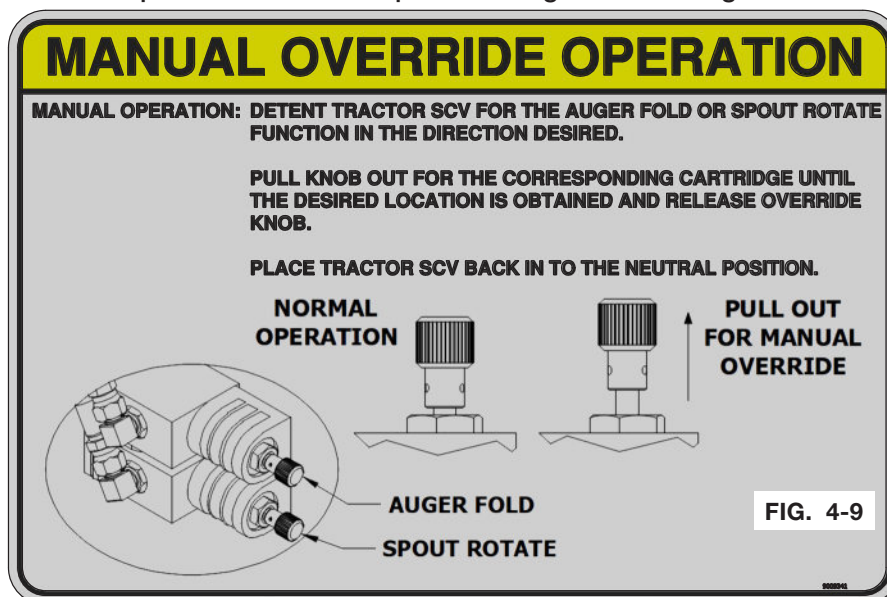 MANUAL OVERRIDE OPERATION
MANUAL OPERATION: DETENT TRACTOR SCV FOR THE AUGER FOLD OR SPOUT ROTATE
FUNCTION IN THE DIRECTION DESIRED.
PULL KNOB OUT FOR THE CORRESPONDING CARTRIDGE UNTIL
THE DESIRED LOCATION IS OBTAINED AND RELEASE OVERRIDE
KNOB.
PLACE TRACTOR SCV BACK IN TO THE NEUTRAL POSITION.
NORMAL
OPERATION
PULL OUT
FOR MANUAL
OVERRIDE
AUGER FOLD
SPOUT ROTATE
FIG. 4-9